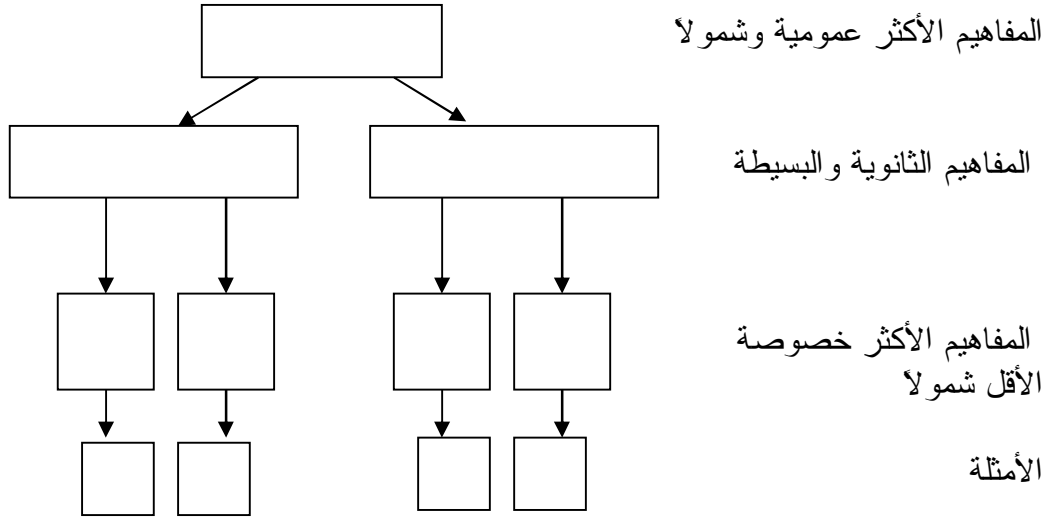 المفاهيم الأكثر عمومية وشمولاً
المفاهيم الثانوية والبسيطة
المفاهيم الأكثر خصوصة
الأقل شمولاً
الأمثلة